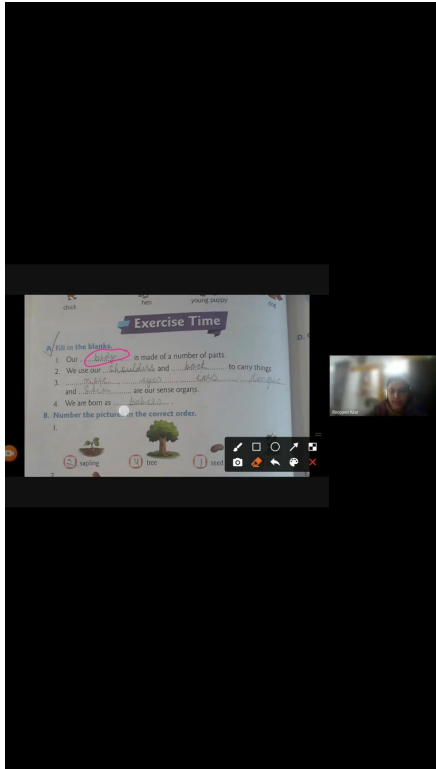 chick hen young puppy dog
Exercise Time
A. Fill in the blanks.
1. Our body is made of a number of parts.
2. We use our shoulders and back to carry things
3. nose eyes ears tongue
and skin are our sense organs.
4. We are born as babies.
B. Number the pictures in the correct order.
1.
2 sapling 4 tree 1 seed
2.
D.